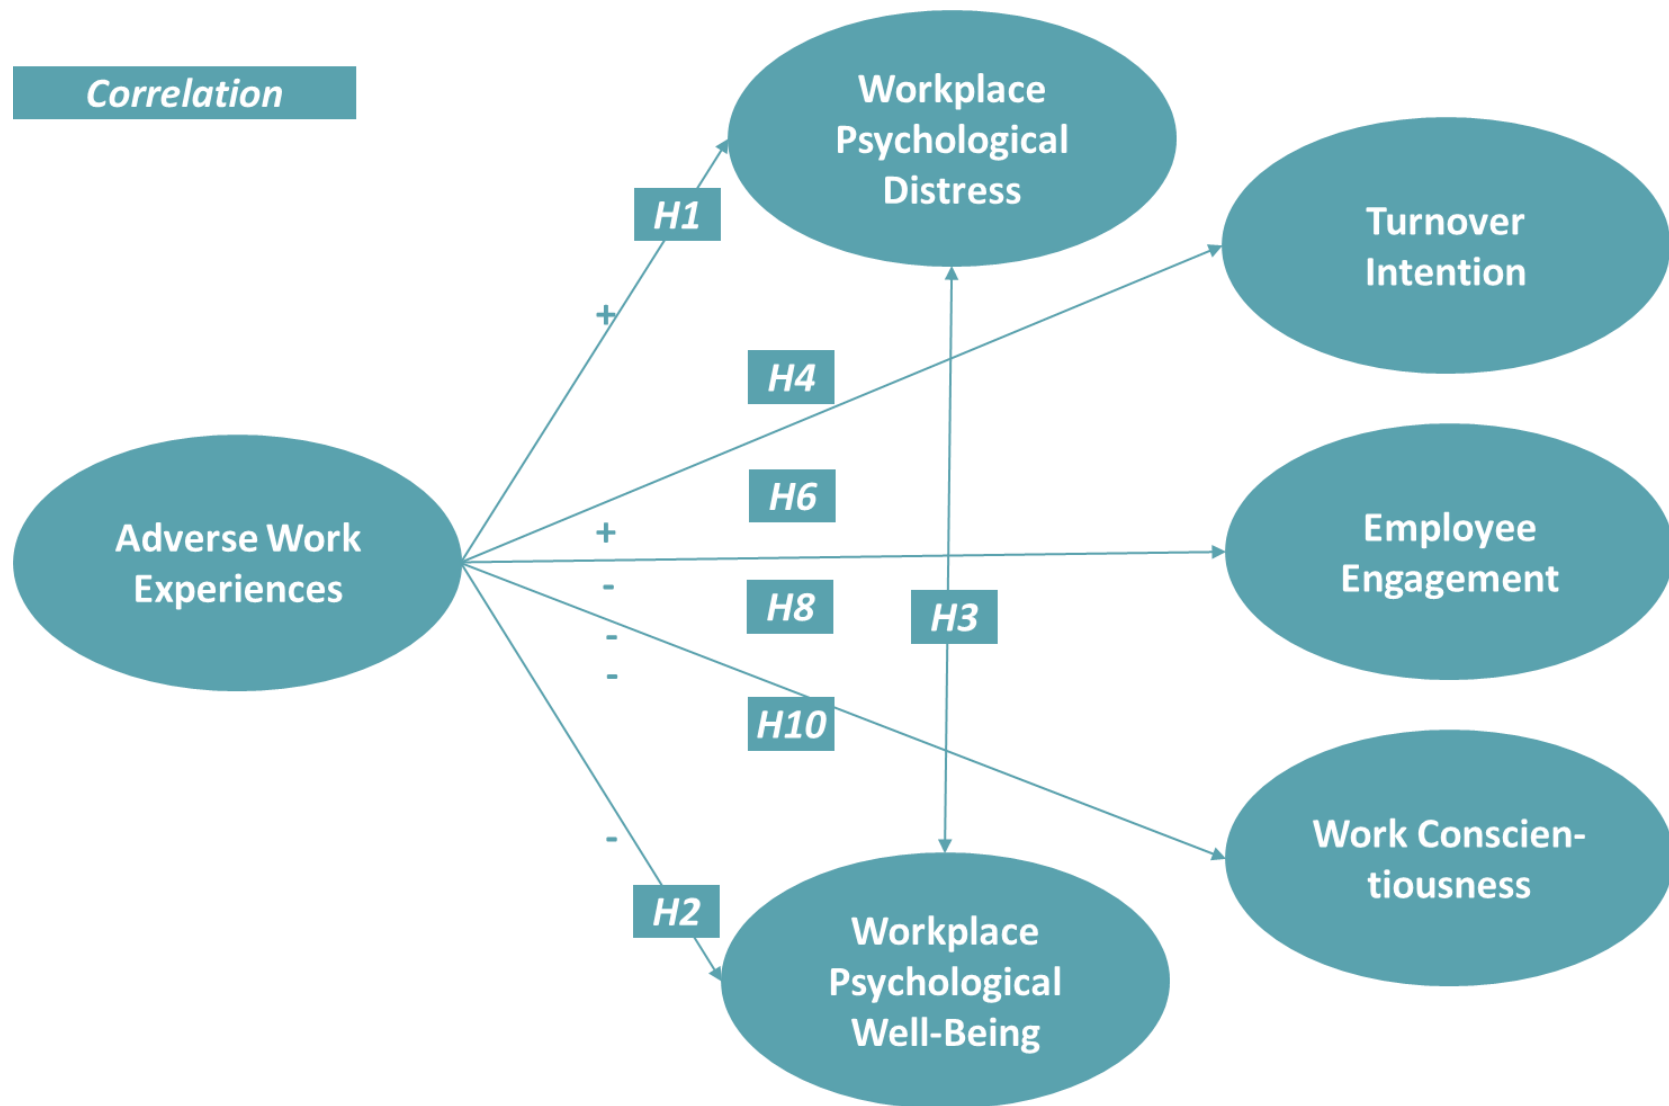 Correlation
Workplace
Psychological
Distress
H1
Turnover
Intention
+
H4
H6
+
Adverse Work
Experiences
Employee
Engagement
-
H8
H3
-
-
H10
-
H2
Work Conscien-
tiousness
Workplace
Psychological
Well-Being